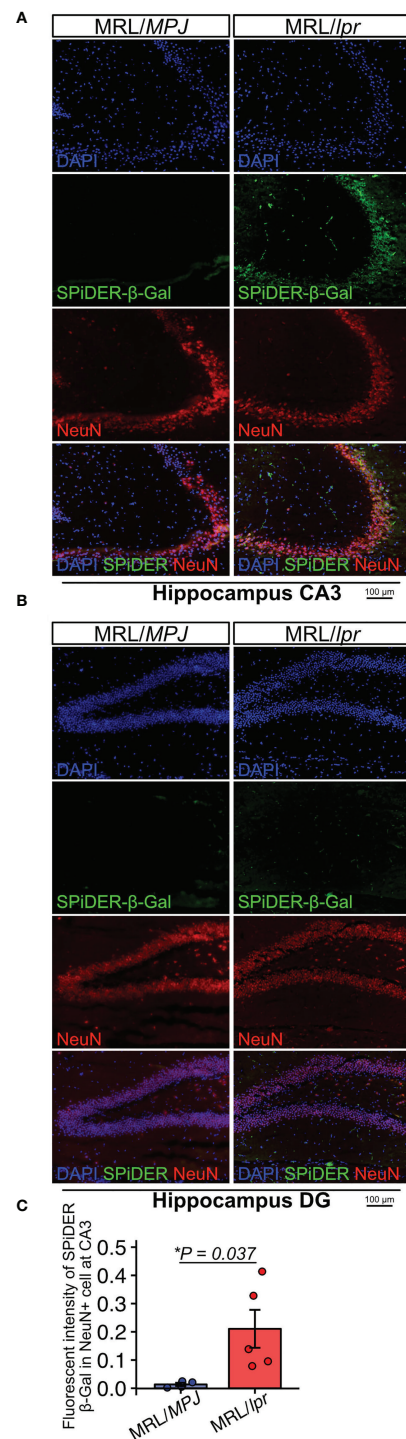 A
MRL/MPJ MRL/lpr
DAPI DAPI
SPiDER-β-Gal SPiDER-β-Gal
NeuN NeuN
DAPI SPiDER NeuN DAPI SPiDER NeuN
Hippocampus CA3 100 µm
B
MRL/MPJ MRL/lpr
DAPI DAPI
SPiDER-β-Gal SPiDER-β-Gal
NeuN NeuN
DAPI SPiDER NeuN DAPI SPiDER NeuN
Hippocampus DG 100 µm
C
Fluorescent intensity of SPiDER
β-Gal in NeuN+ cell at CA3
*P = 0.037
0.5
0.4
0.3
0.2
0.1
0.0
MRL/MPJ
MRL/lpr